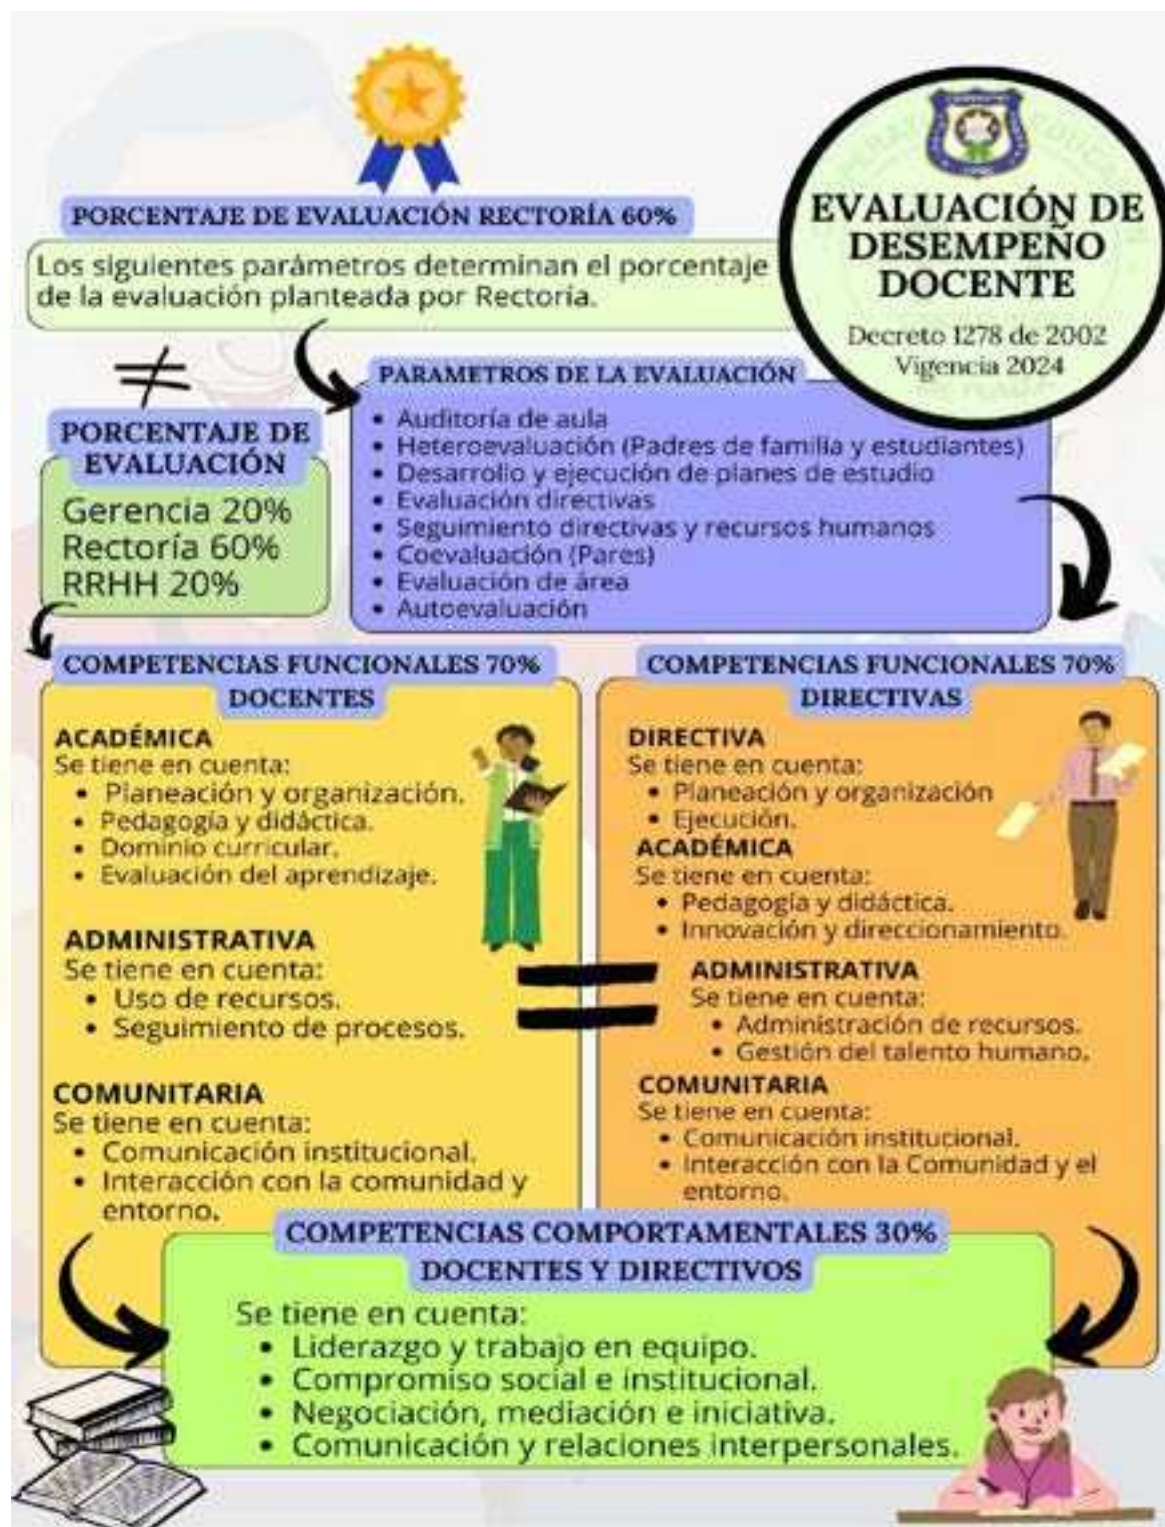 PORCENTAJE DE EVALUACIÓN RECTORÍA 60%
Los siguientes parámetros determinan el porcentaje
de la evaluación planteada por Rectoría.
EVALUACIÓN DE
DESEMPEÑO
DOCENTE
Decreto 1278 de 2002
Vigencia 2024
≠
PORCENTAJE DE
EVALUACIÓN
Gerencia 20%
Rectoría 60%
RRHH 20%
PARAMETROS DE LA EVALUACIÓN
• Auditoría de aula
• Heteroevaluación (Padres de familia y estudiantes)
• Desarrollo y ejecución de planes de estudio
• Evaluación directivas
• Seguimiento directivas y recursos humanos
• Coevaluación (Pares)
• Evaluación de área
• Autoevaluación
COMPETENCIAS FUNCIONALES 70%
DOCENTES
ACADÉMICA
Se tiene en cuenta:
• Planeación y organización.
• Pedagogía y didáctica.
• Dominio curricular.
• Evaluación del aprendizaje.
ADMINISTRATIVA
Se tiene en cuenta:
• Uso de recursos.
• Seguimiento de procesos.
COMUNITARIA
Se tiene en cuenta:
• Comunicación institucional.
• Interacción con la comunidad y
entorno.
=
COMPETENCIAS FUNCIONALES 70%
DIRECTIVAS
DIRECTIVA
Se tiene en cuenta:
• Planeación y organización
• Ejecución.
ACADÉMICA
Se tiene en cuenta:
• Pedagogía y didáctica.
• Innovación y direccionamiento.
ADMINISTRATIVA
Se tiene en cuenta:
• Administración de recursos.
• Gestión del talento humano.
COMUNITARIA
Se tiene en cuenta:
• Comunicación institucional.
• Interacción con la Comunidad y el
entorno.
COMPETENCIAS COMPORTAMENTALES 30%
DOCENTES Y DIRECTIVOS
Se tiene en cuenta:
• Liderazgo y trabajo en equipo.
• Compromiso social e institucional.
• Negociación, mediación e iniciativa.
• Comunicación y relaciones interpersonales.